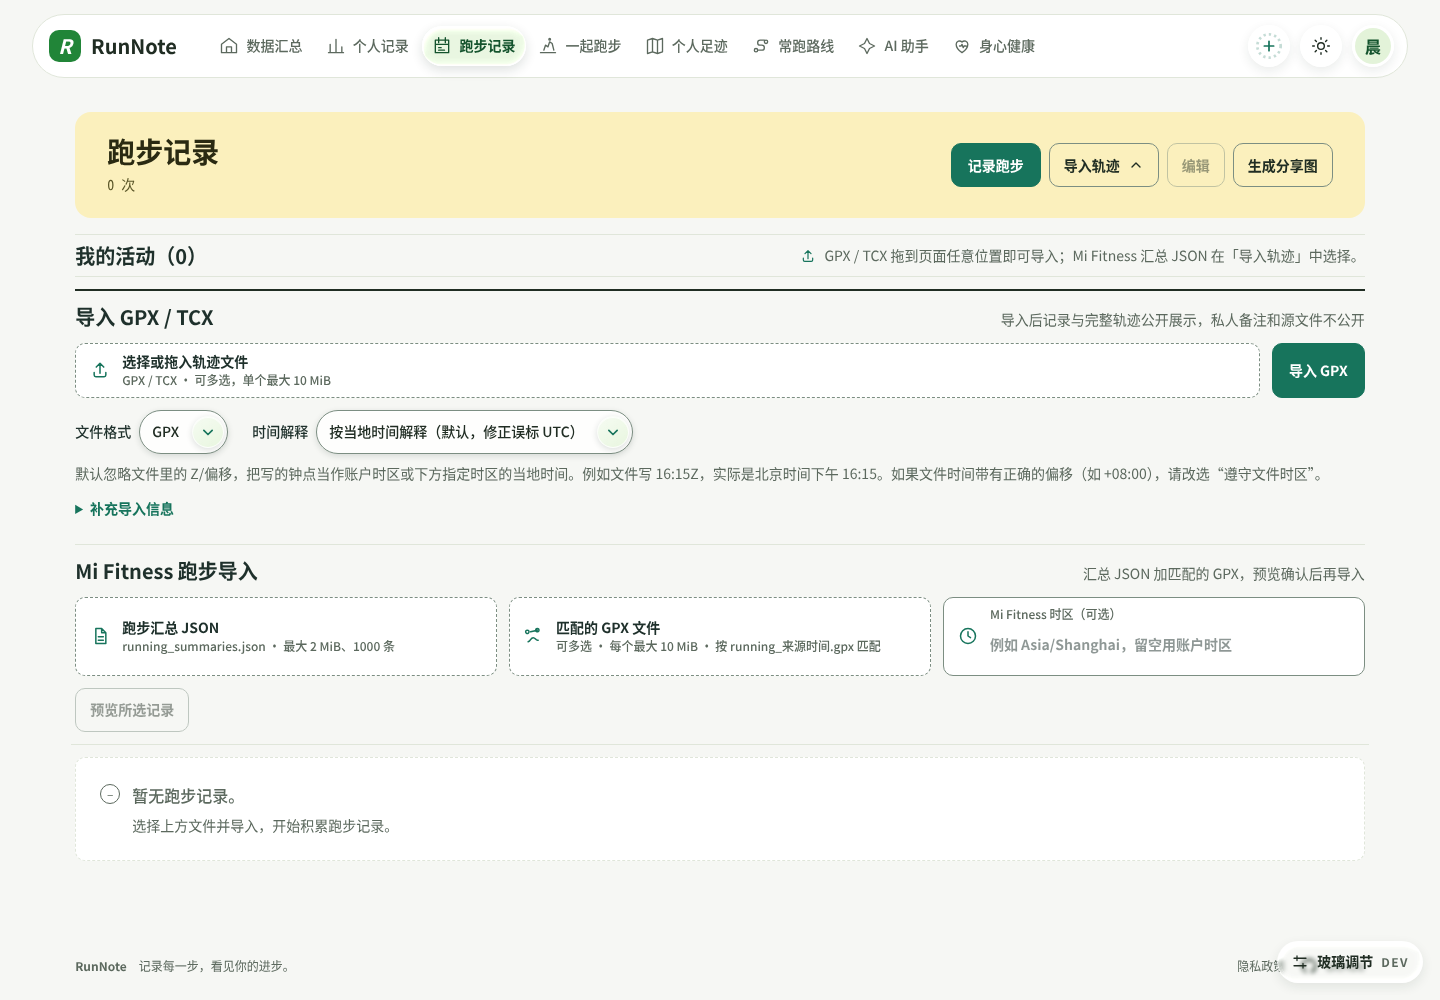 R RunNote 数据汇总 个人记录 跑步记录 一起跑步 个人足迹 常跑路线 AI 助手 身心健康 晨
跑步记录
0 次
记录跑步 导入轨迹 编辑 生成分享图
我的活动（0）
GPX / TCX 拖到页面任意位置即可导入；Mi Fitness 汇总 JSON 在「导入轨迹」中选择。
导入 GPX / TCX
导入后记录与完整轨迹公开展示，私人备注和源文件不公开
选择或拖入轨迹文件
GPX / TCX · 可多选，单个最大 10 MiB
导入 GPX
文件格式 GPX 时间解释 按当地时间解释（默认，修正误标 UTC）
默认忽略文件里的 Z/偏移，把写的钟点当作账户时区或下方指定时区的当地时间。例如文件写 16:15Z，实际是北京时间下午 16:15。如果文件时间带有正确的偏移（如 +08:00），请改选“遵守文件时区”。
补充导入信息
Mi Fitness 跑步导入
汇总 JSON 加匹配的 GPX，预览确认后再导入
跑步汇总 JSON
running_summaries.json · 最大 2 MiB、1000 条
匹配的 GPX 文件
可多选 · 每个最大 10 MiB · 按 running_来源时间.gpx 匹配
Mi Fitness 时区（可选）
例如 Asia/Shanghai，留空用账户时区
预览所选记录
暂无跑步记录。
选择上方文件并导入，开始积累跑步记录。
RunNote 记录每一步，看见你的进步。
隐私政策
玻璃调节 DEV